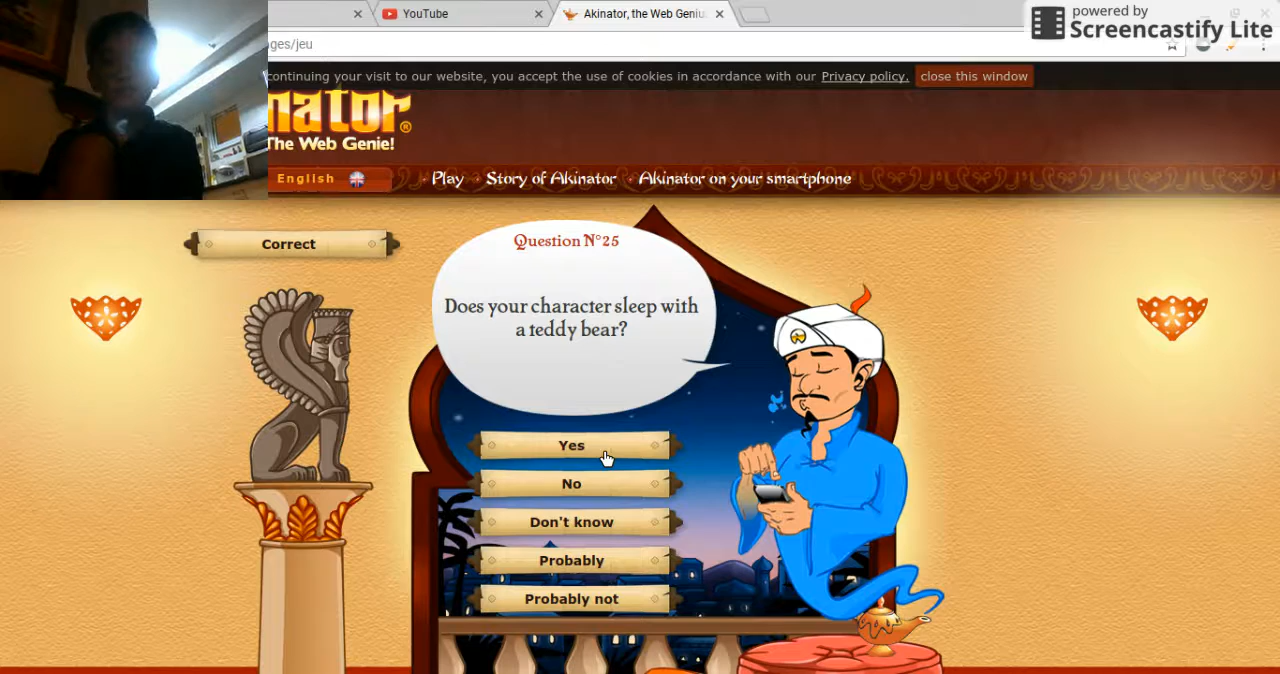 YouTube
Akinator, the Web Geniu
powered by
Screencastify Lite
ges/jeu
continuing your visit to our website, you accept the use of cookies in accordance with our Privacy policy. close this window
nator®
The Web Genie!
English
Play Story of Akinator Akinator on your smartphone
Correct
Question N°25
Does your character sleep with
a teddy bear?
Yes
No
Don't know
Probably
Probably not